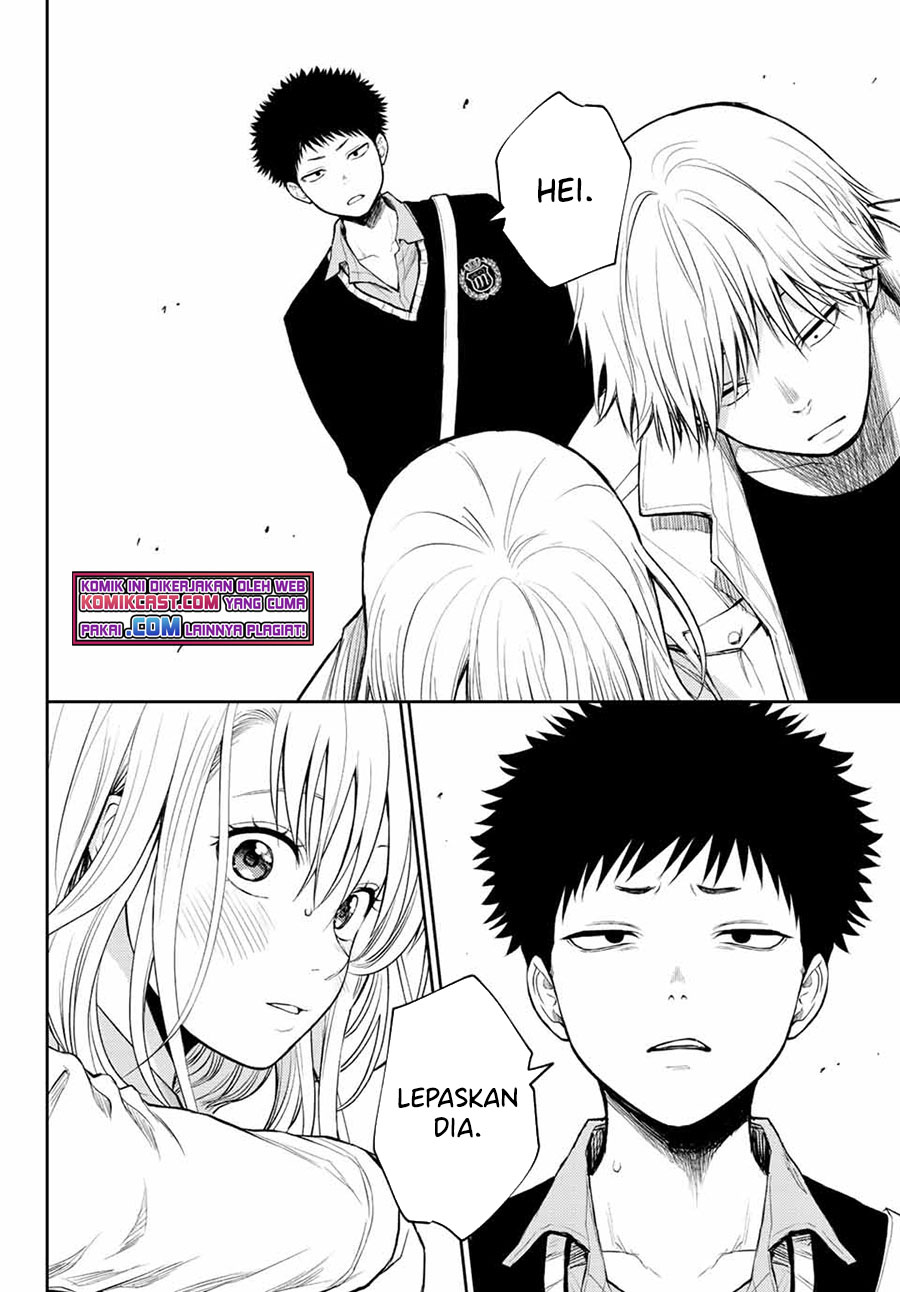 HEI.
KOMIK INI DIKERJAKAN OLEH WEB
KOMIKCAST.COM YANG CUMA
PAKAI .COM LAINNYA PLAGIAT!
LEPASKAN
DIA.